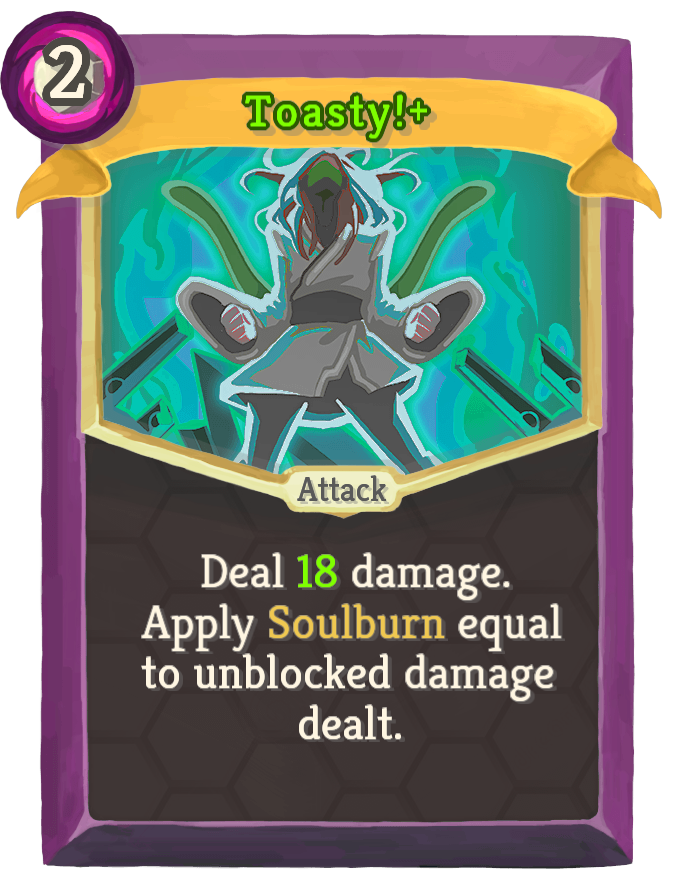 2
Toasty!+
Attack
Deal 18 damage.
Apply Soulburn equal
to unblocked damage
dealt.